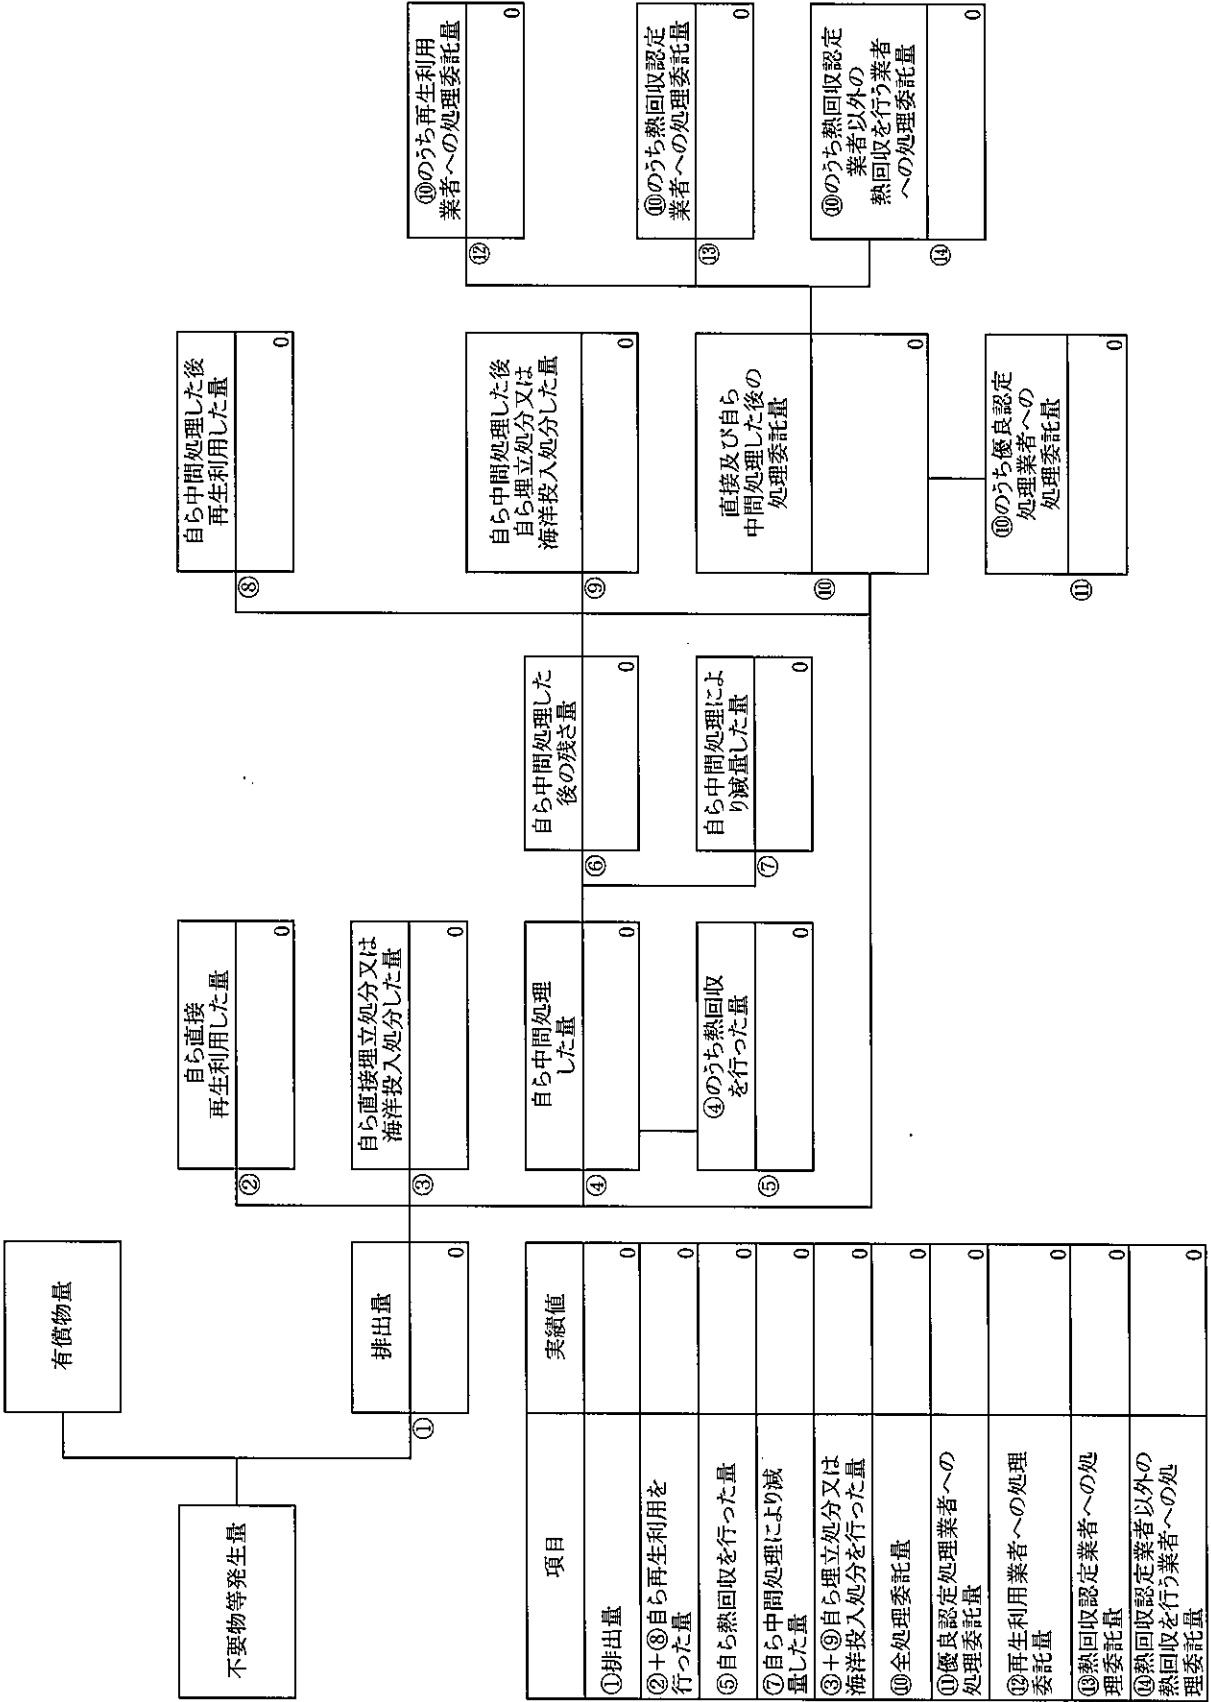 不要物等発生量
有償物量
①
排出量
0
②
自ら直接
再生利用した量
0
③
自ら直接埋立処分又は
海洋投入処分した量
0
④
自ら中間処理
した量
0
⑤
④のうち熱回収
を行った量
0
⑥
自ら中間処理した
後の残さ量
0
⑦
自ら中間処理によ
り減量した量
0
⑧
自ら中間処理した後
再生利用した量
0
⑨
自ら中間処理した後
自ら埋立処分又は
海洋投入処分した量
0
⑩
直接及び自ら
中間処理した後の
処理委託量
0
⑪
⑩のうち優良認定
処理業者への
処理委託量
0
⑫
⑩のうち再生利用
業者への処理委託量
0
⑬
⑩のうち熱回収認定
業者への処理委託量
0
⑭
⑩のうち熱回収認定
業者以外の
熱回収を行う業者
への処理委託量
0
項目
実績値
①排出量
0
②+⑧自ら再生利用を
行った量
0
⑤自ら熱回収を行った量
0
⑦自ら中間処理により減
量した量
0
③+⑨自ら埋立処分又は
海洋投入処分を行った量
0
⑩全処理委託量
0
⑪優良認定処理業者への
処理委託量
0
⑫再生利用業者への処理
委託量
0
⑬熱回収認定業者への処
理委託量
0
⑭熱回収認定業者以外の
熱回収を行う業者への処
理委託量
0